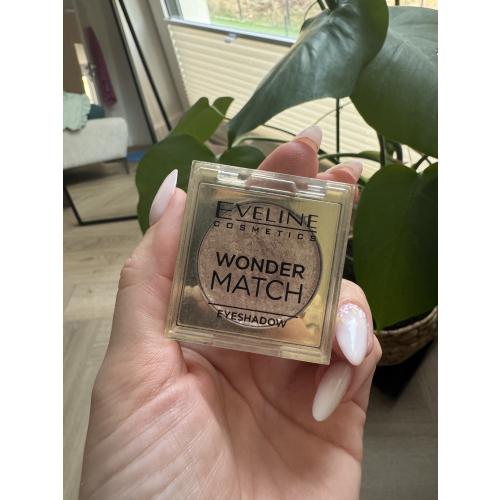 EVELINE
COSMETICS
WONDER
MATCH
EYESHADOW